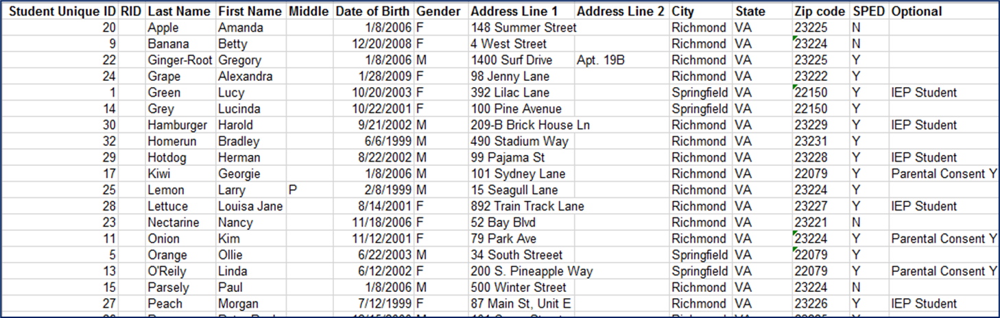 Student Unique ID RID Last Name First Name Middle Date of Birth Gender Address Line 1 Address Line 2 City State Zip code SPED Optional
20 Apple Amanda 1/8/2006 F 148 Summer Street Richmond VA 23225 N
9 Banana Betty 12/20/2008 F 4 West Street Richmond VA 23224 N
22 Ginger-Root Gregory 1/8/2006 M 1400 Surf Drive Apt. 19B Richmond VA 23225 Y
24 Grape Alexandra 1/28/2009 F 98 Jenny Lane Richmond VA 23222 Y
1 Green Lucy 10/20/2003 F 392 Lilac Lane Springfield VA 22150 Y IEP Student
14 Grey Lucinda 10/22/2001 F 100 Pine Avenue Springfield VA 22150 Y
30 Hamburger Harold 9/21/2002 M 209-B Brick House Ln Richmond VA 23229 Y IEP Student
32 Homerun Bradley 6/6/1999 M 490 Stadium Way Richmond VA 23231 Y
29 Hotdog Herman 8/22/2002 M 99 Pajama St Richmond VA 23228 Y IEP Student
17 Kiwi Georgie 1/8/2006 M 101 Sydney Lane Richmond VA 22079 Y Parental Consent Y
25 Lemon Larry P 2/8/1999 M 15 Seagull Lane Richmond VA 23224 Y
28 Lettuce Louisa Jane 8/14/2001 F 892 Train Track Lane Richmond VA 23227 Y IEP Student
23 Nectarine Nancy 11/18/2006 F 52 Bay Blvd Richmond VA 23221 N
11 Onion Kim 11/12/2001 F 79 Park Ave Richmond VA 23224 Y Parental Consent Y
5 Orange Ollie 6/22/2003 M 34 South Streeet Springfield VA 22079 Y
13 O'Reily Linda 6/12/2002 F 200 S. Pineapple Way Springfield VA 22079 Y Parental Consent Y
15 Parsely Paul 1/8/2006 M 500 Winter Street Richmond VA 23224 N
27 Peach Morgan 7/12/1999 F 87 Main St, Unit E Richmond VA 23226 Y IEP Student